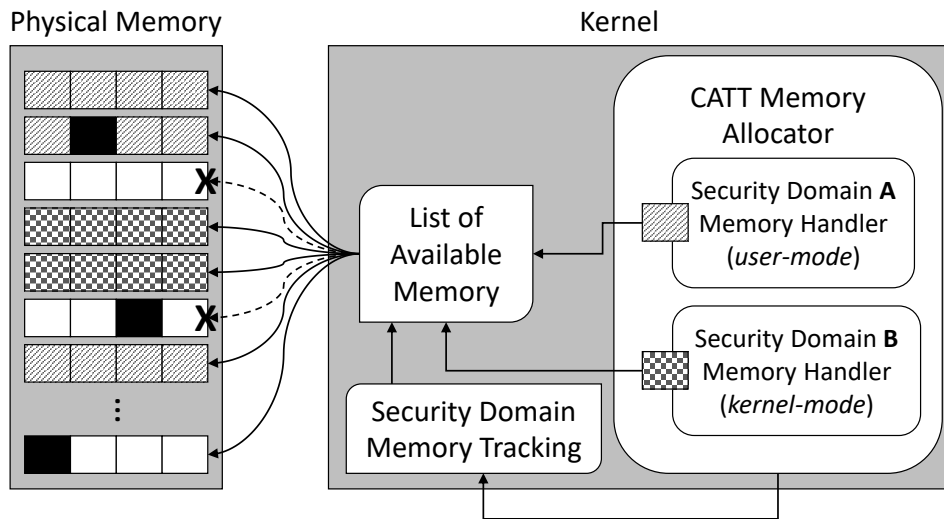 Physical Memory
Kernel
CATT Memory
Allocator
Security Domain A
Memory Handler
(user-mode)
List of
Available
Memory
Security Domain B
Memory Handler
(kernel-mode)
Security Domain
Memory Tracking
X
X
...